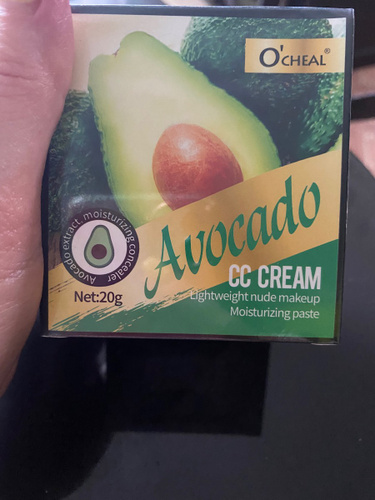 O'CHEAL®
Avocado
CC CREAM
Lightweight nude makeup
Moisturizing paste
Avocado extract, moisturizing concealer
Net:20g